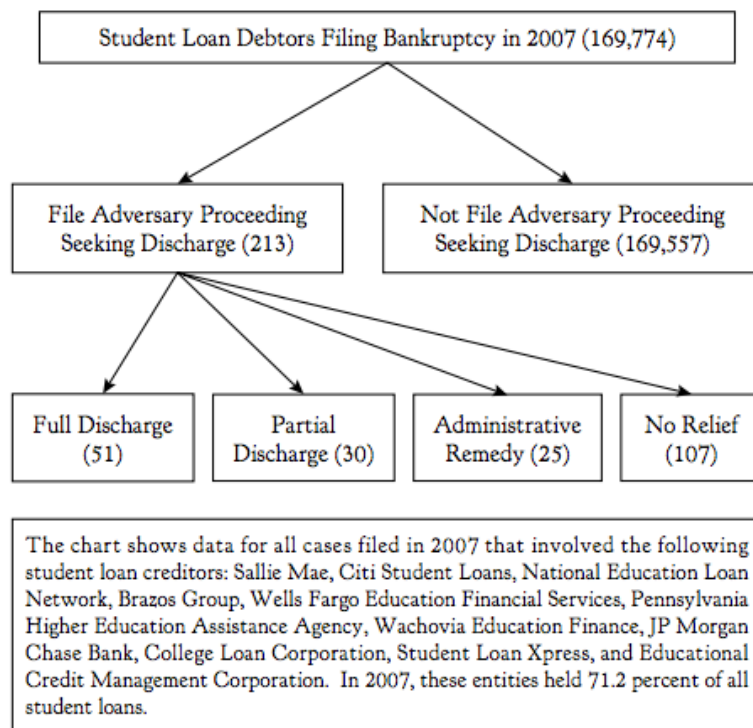 Student Loan Debtors Filing Bankruptcy in 2007 (169,774)
File Adversary Proceeding
Seeking Discharge (213)
Not File Adversary Proceeding
Seeking Discharge (169,557)
Full Discharge
(51)
Partial
Discharge (30)
Administrative
Remedy (25)
No Relief
(107)
The chart shows data for all cases filed in 2007 that involved the following
student loan creditors: Sallie Mae, Citi Student Loans, National Education Loan
Network, Brazos Group, Wells Fargo Education Financial Services, Pennsylvania
Higher Education Assistance Agency, Wachovia Education Finance, JP Morgan
Chase Bank, College Loan Corporation, Student Loan Xpress, and Educational
Credit Management Corporation. In 2007, these entities held 71.2 percent of all
student loans.